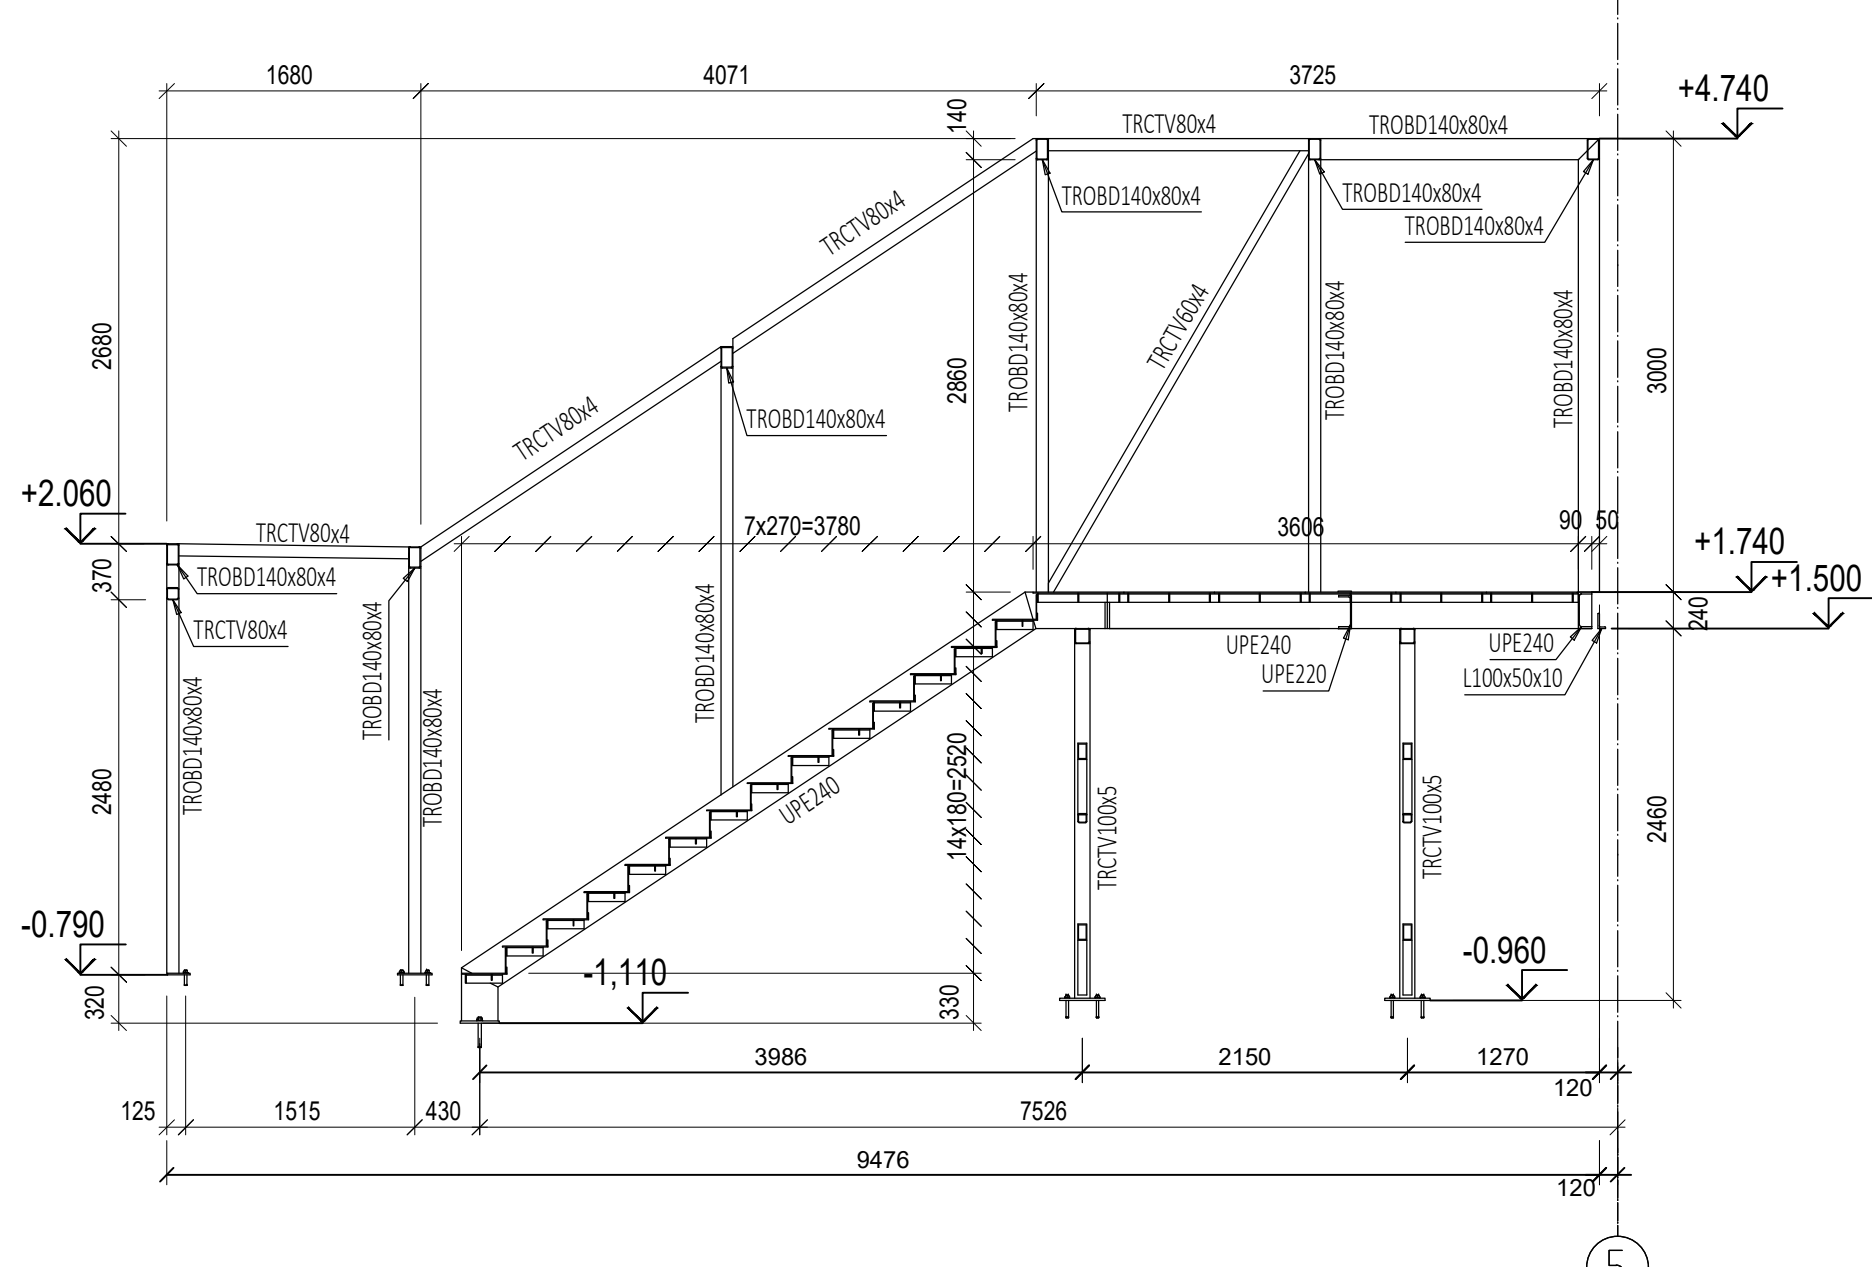 1680
4071
3725
140
+4.740
TRCTV80x4
TROBD140x80x4
TROBD140x80x4
TROBD140x80x4
TROBD140x80x4
TRCTV80x4
TROBD140x80x4
TRCTV60x4
TROBD140x80x4
TROBD140x80x4
2680
2860
3000
TRCTV80x4
TROBD140x80x4
+2.060
TRCTV80x4
7x270=3780
3606
90
50
+1.740
+1.500
370
TROBD140x80x4
TRCTV80x4
240
UPE240
UPE220
UPE240
L100x50x10
TROBD140x80x4
TROBD140x80x4
TROBD140x80x4
TROBD140x80x4
2480
UPE240
14x180=2520
TRCTV100x5
TRCTV100x5
2460
-0.790
-1,110
-0.960
320
330
3986
2150
1270
120
125
1515
430
7526
9476
120
5